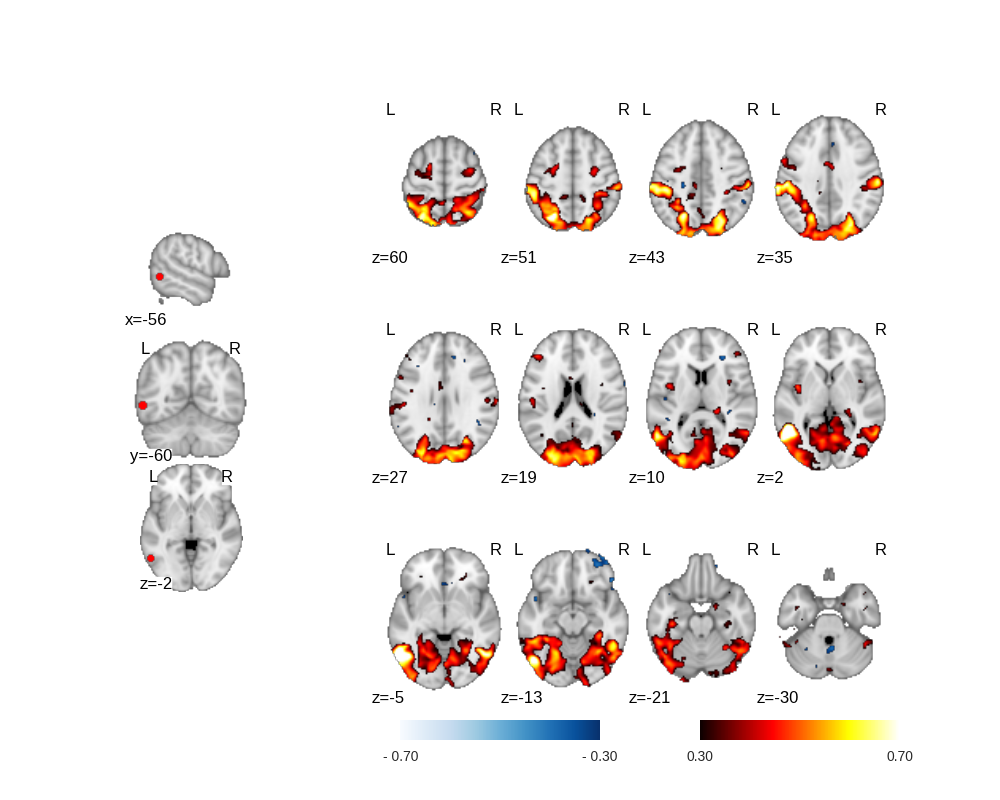 L R L R L R L R
z=60 z=51 z=43 z=35
x=-56
L R L R L R L R
L R
z=27 z=19 z=10 z=2
y=-60
L R
L R L R L R L R
z=-2
z=-5 z=-13 z=-21 z=-30
- 0.70 - 0.30 0.30 0.70